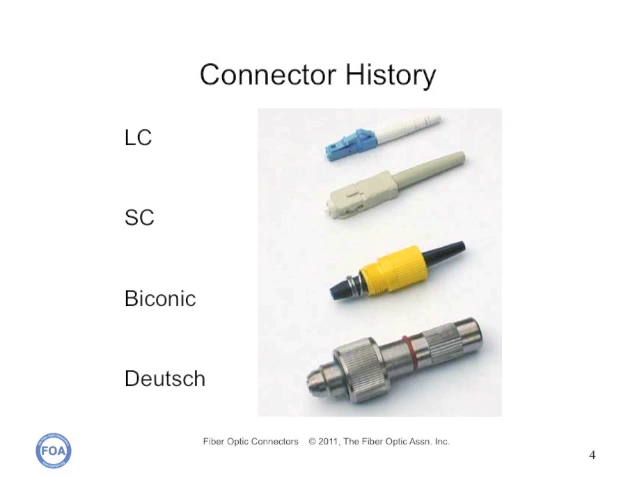 Connector History
LC
SC
Biconic
Deutsch
Fiber Optic Connectors © 2011, The Fiber Optic Assn. Inc.
FOA
4